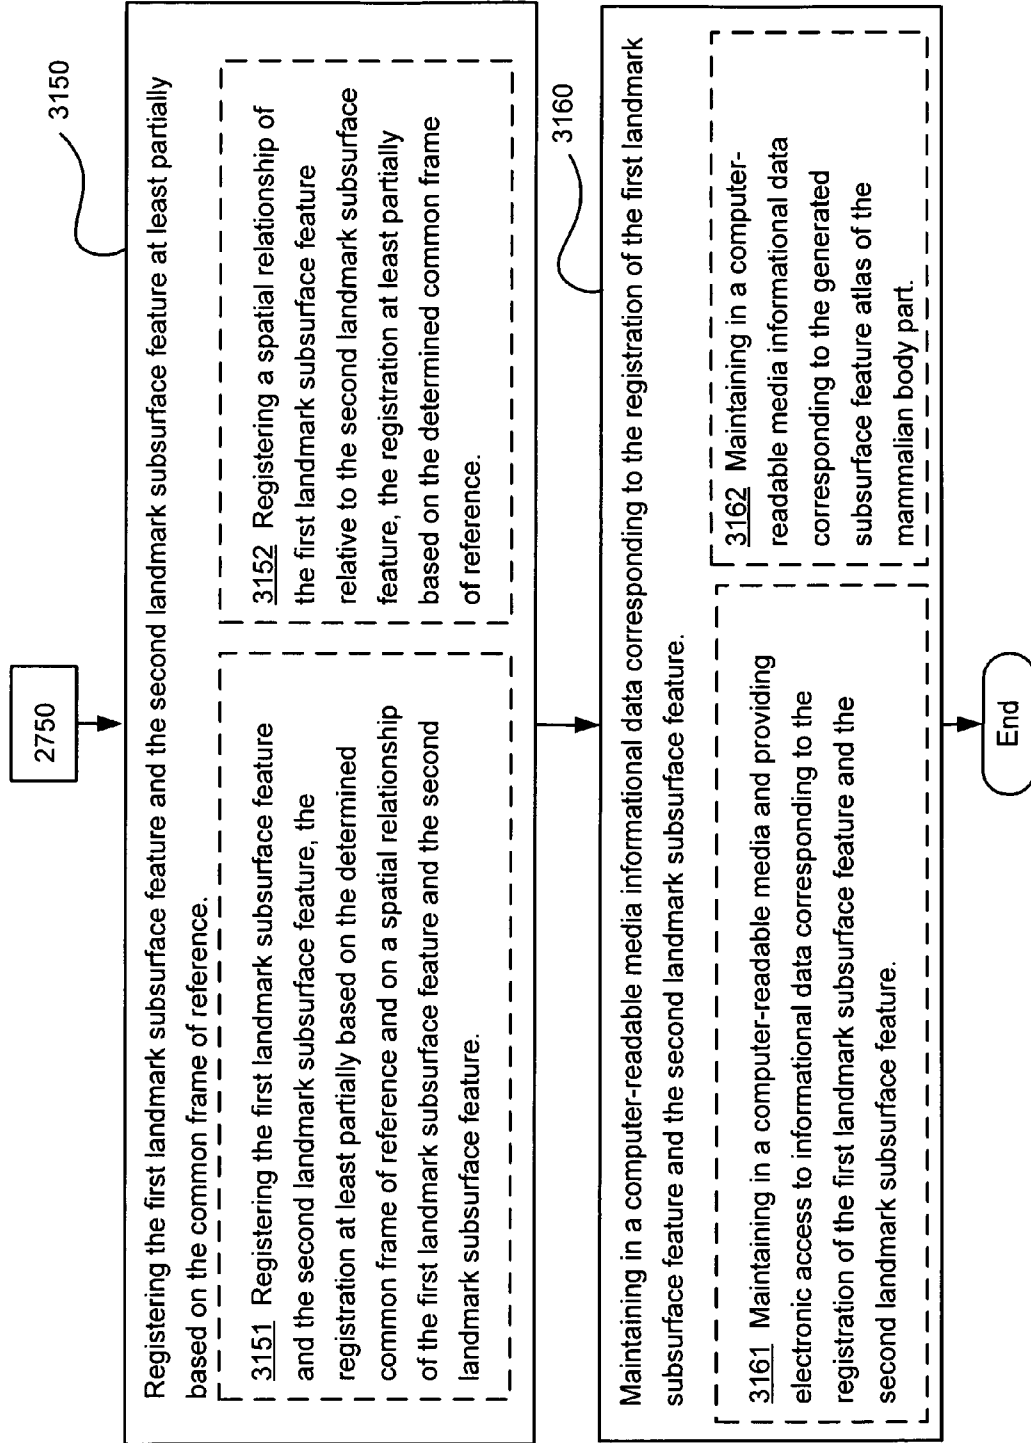 2750
3150
Registering the first landmark subsurface feature and the second landmark subsurface feature at least partially
based on the common frame of reference.
3151 Registering the first landmark subsurface feature
and the second landmark subsurface feature, the
registration at least partially based on the determined
common frame of reference and on a spatial relationship
of the first landmark subsurface feature and the second
landmark subsurface feature.
3152 Registering a spatial relationship of
the first landmark subsurface feature
relative to the second landmark subsurface
feature, the registration at least partially
based on the determined common frame
of reference.
3160
Maintaining in a computer-readable media informational data corresponding to the registration of the first landmark
subsurface feature and the second landmark subsurface feature.
3161 Maintaining in a computer-readable media and providing
electronic access to informational data corresponding to the
registration of the first landmark subsurface feature and the
second landmark subsurface feature.
3162 Maintaining in a computer-
readable media informational data
corresponding to the generated
subsurface feature atlas of the
mammalian body part.
End